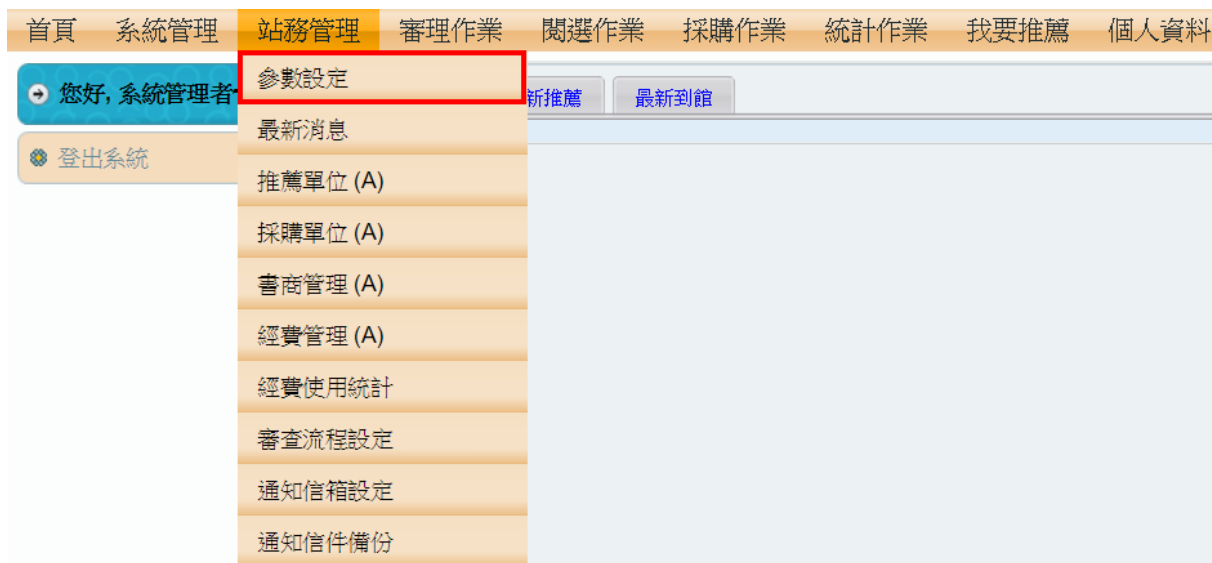 首頁 系統管理 站務管理 審理作業 閱選作業 採購作業 統計作業 我要推薦 個人資料
您好, 系統管理者
參數設定
新推薦 最新到館
最新消息
登出系統
推薦單位 (A)
採購單位 (A)
書商管理 (A)
經費管理 (A)
經費使用統計
審查流程設定
通知信箱設定
通知信件備份